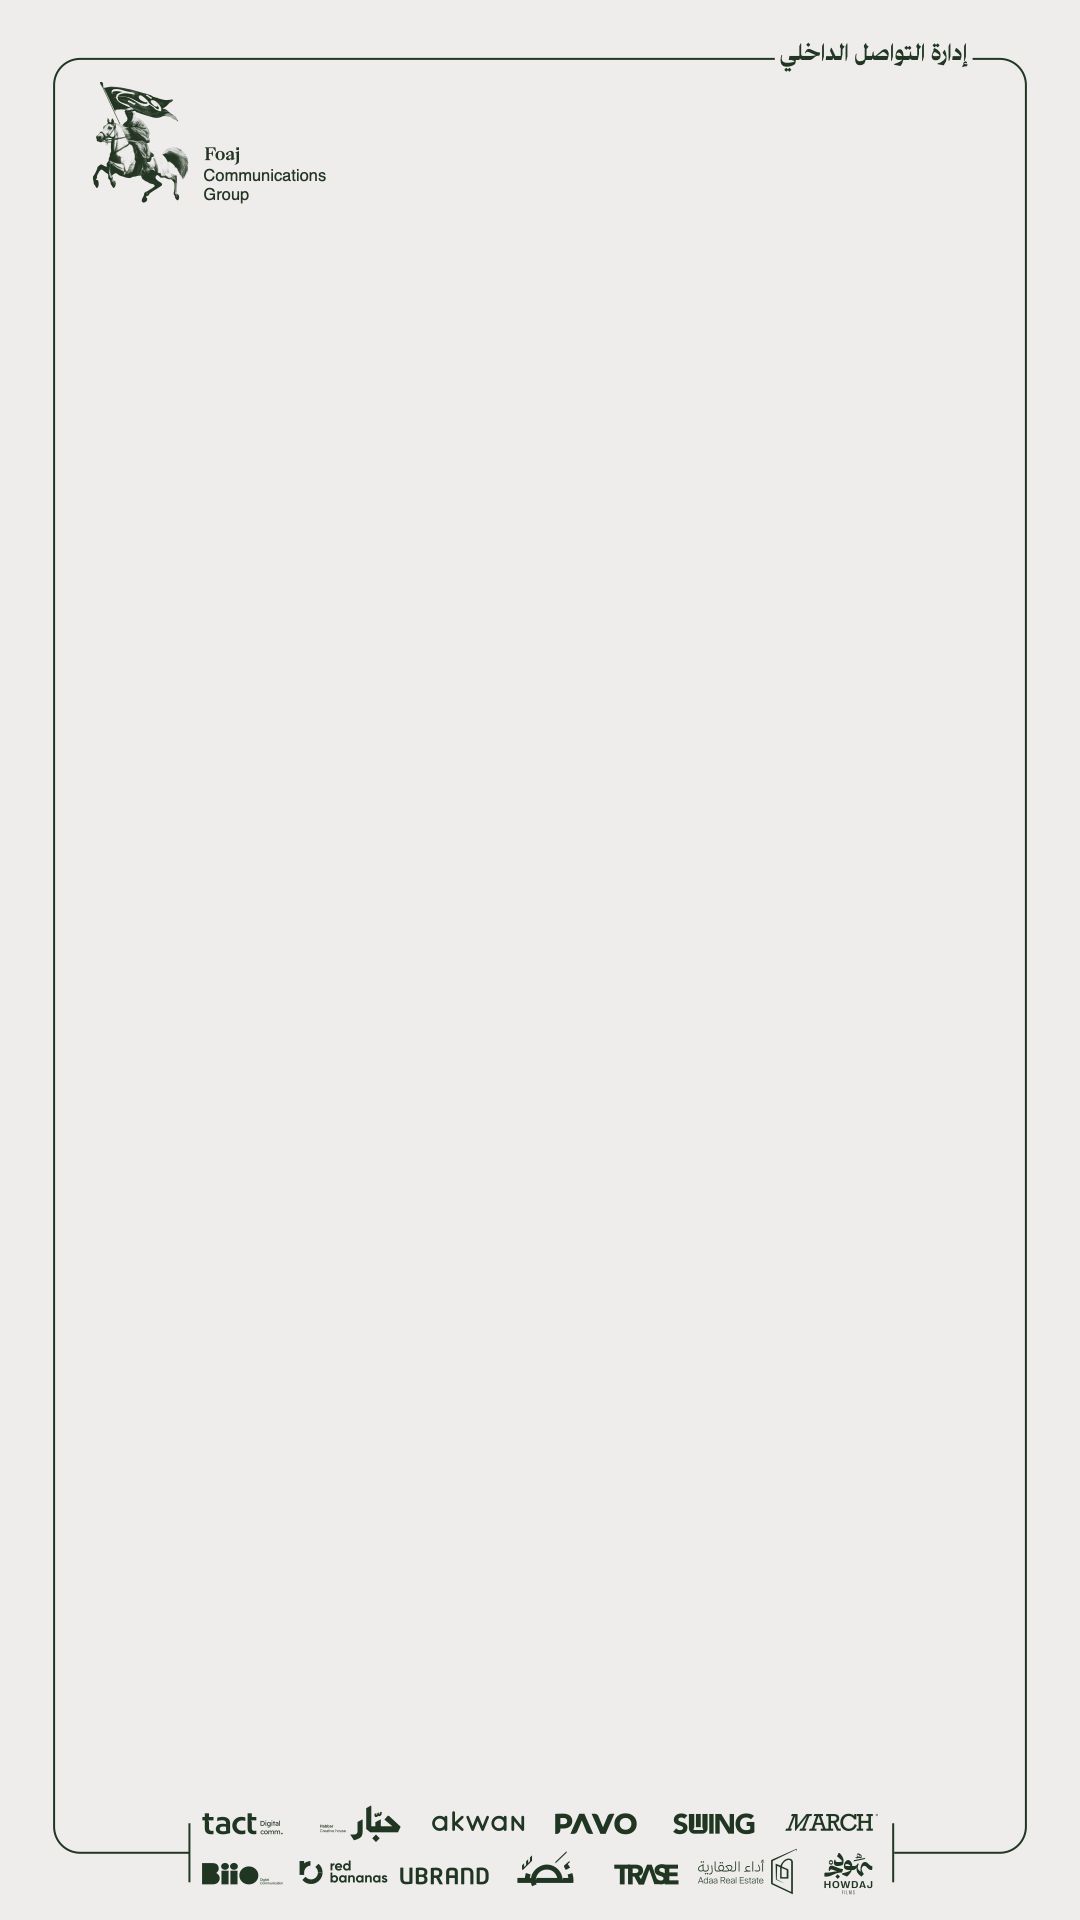 إدارة التواصل الداخلي
Foaj
Communications
Group
tact Digital comm.
Habbar Creative house حبّار
akwan
PAVO
SWING
MARCH
Biio Digital Communication
red bananas
UBRAND
TRASE
أداء العقارية
Adaa Real Estate
هودج
HOWDAJ
FILMS